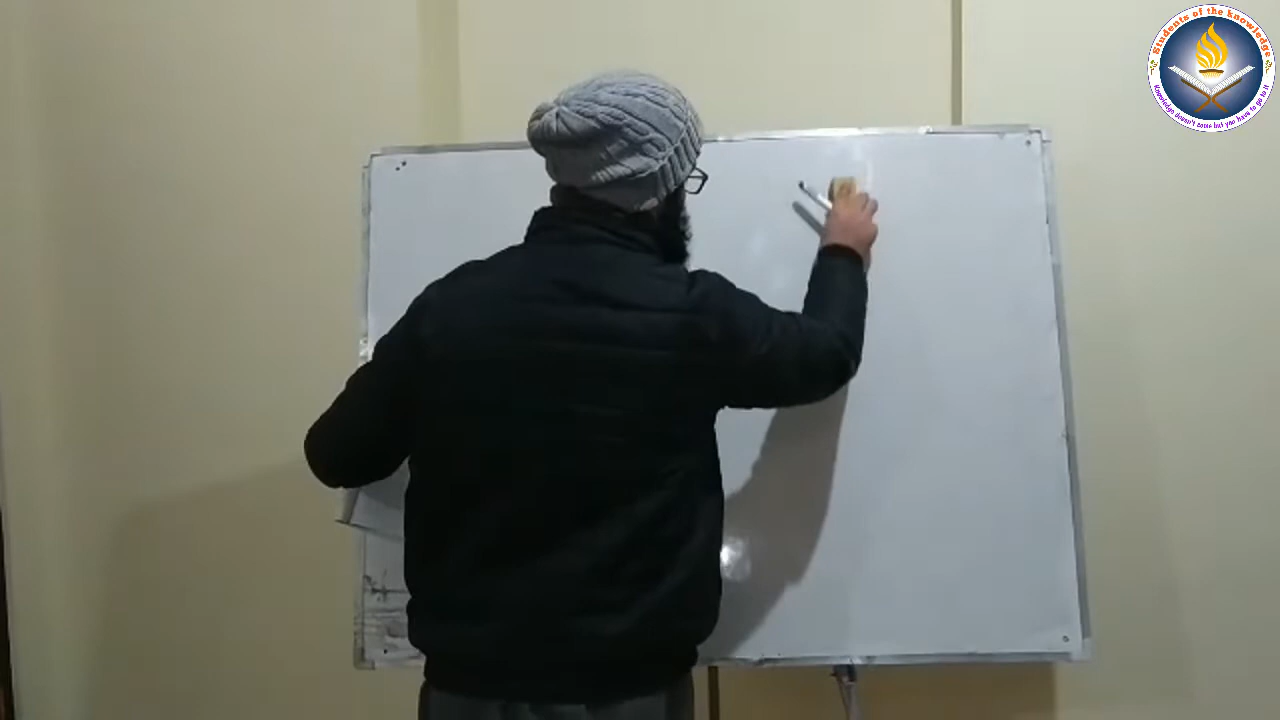 Students of the knowledge
Knowledge doesn't come but you have to go to it